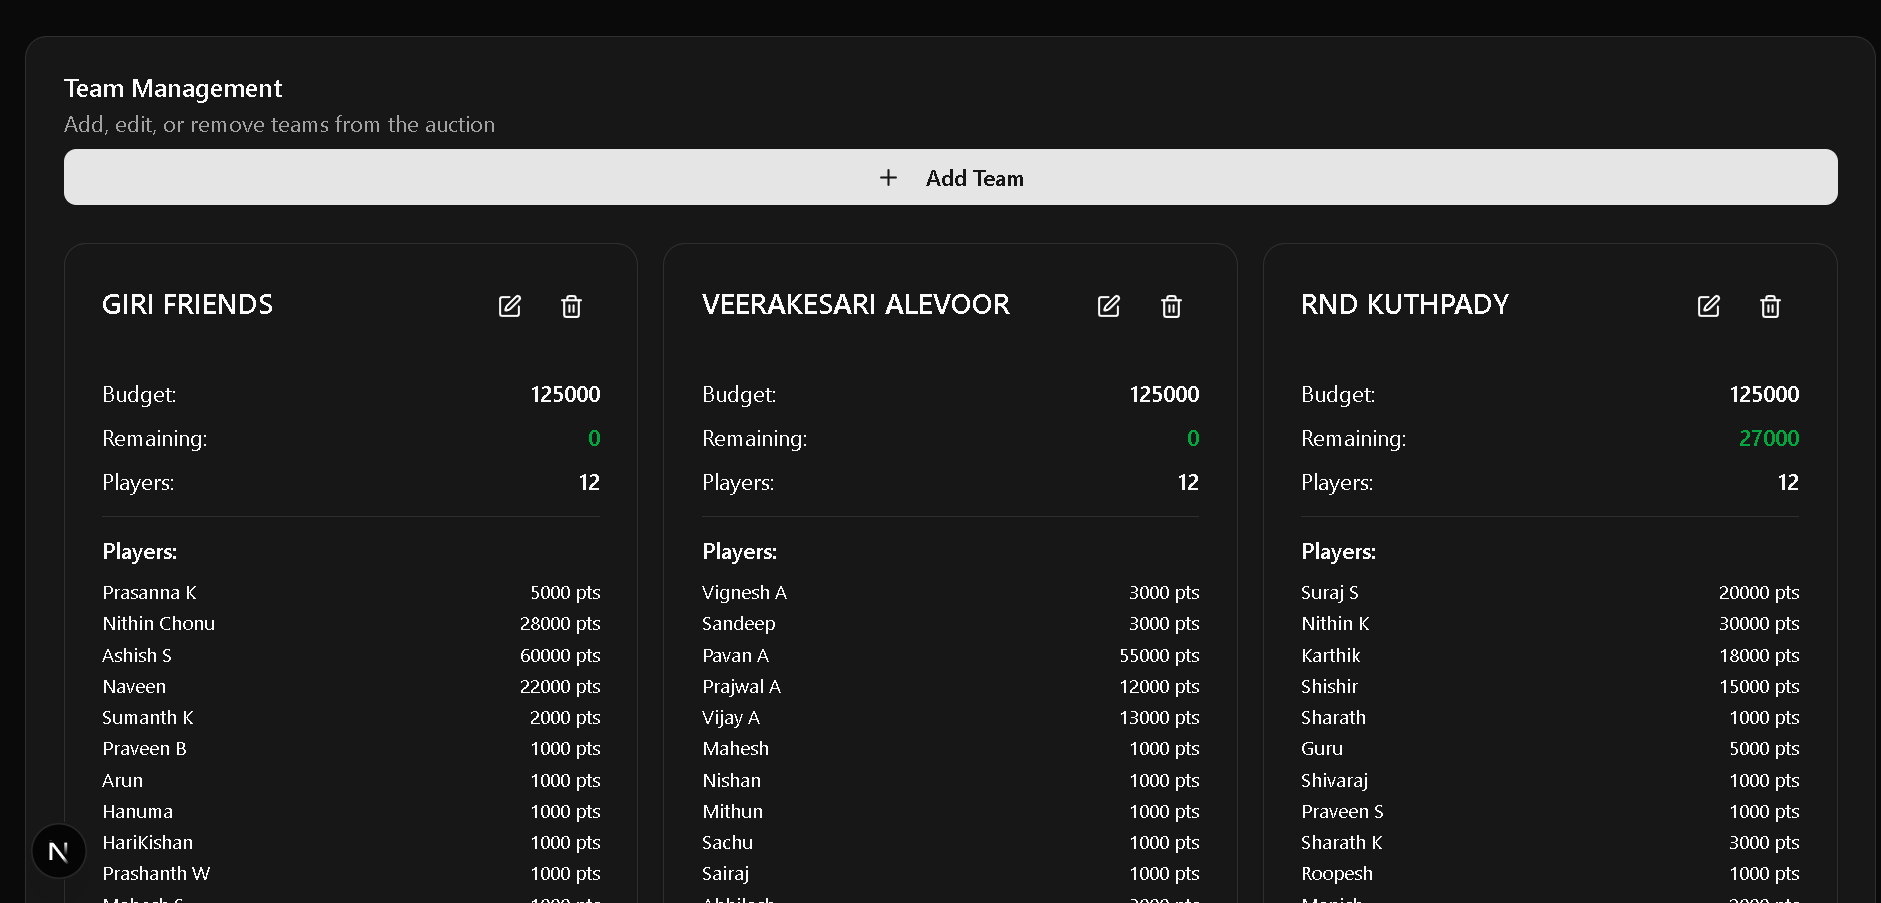 Team Management
Add, edit, or remove teams from the auction
+ Add Team
GIRI FRIENDS
Budget: 125000
Remaining: 0
Players: 12
Players:
Prasanna K 5000 pts
Nithin Chonu 28000 pts
Ashish S 60000 pts
Naveen 22000 pts
Sumanth K 2000 pts
Praveen B 1000 pts
Arun 1000 pts
Hanuma 1000 pts
HariKishan 1000 pts
Prashanth W 1000 pts
VEERAKESARI ALEVOOR
Budget: 125000
Remaining: 0
Players: 12
Players:
Vignesh A 3000 pts
Sandeep 3000 pts
Pavan A 55000 pts
Prajwal A 12000 pts
Vijay A 13000 pts
Mahesh 1000 pts
Nishan 1000 pts
Mithun 1000 pts
Sachu 1000 pts
Sairaj 1000 pts
RND KUTHPADY
Budget: 125000
Remaining: 27000
Players: 12
Players:
Suraj S 20000 pts
Nithin K 30000 pts
Karthik 18000 pts
Shishir 15000 pts
Sharath 1000 pts
Guru 5000 pts
Shivaraj 1000 pts
Praveen S 1000 pts
Sharath K 3000 pts
Roopesh 1000 pts
N